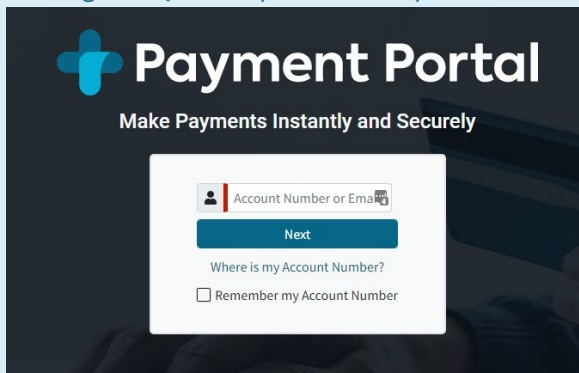 Payment Portal
Make Payments Instantly and Securely
Account Number or Ema
Next
Where is my Account Number?
Remember my Account Number